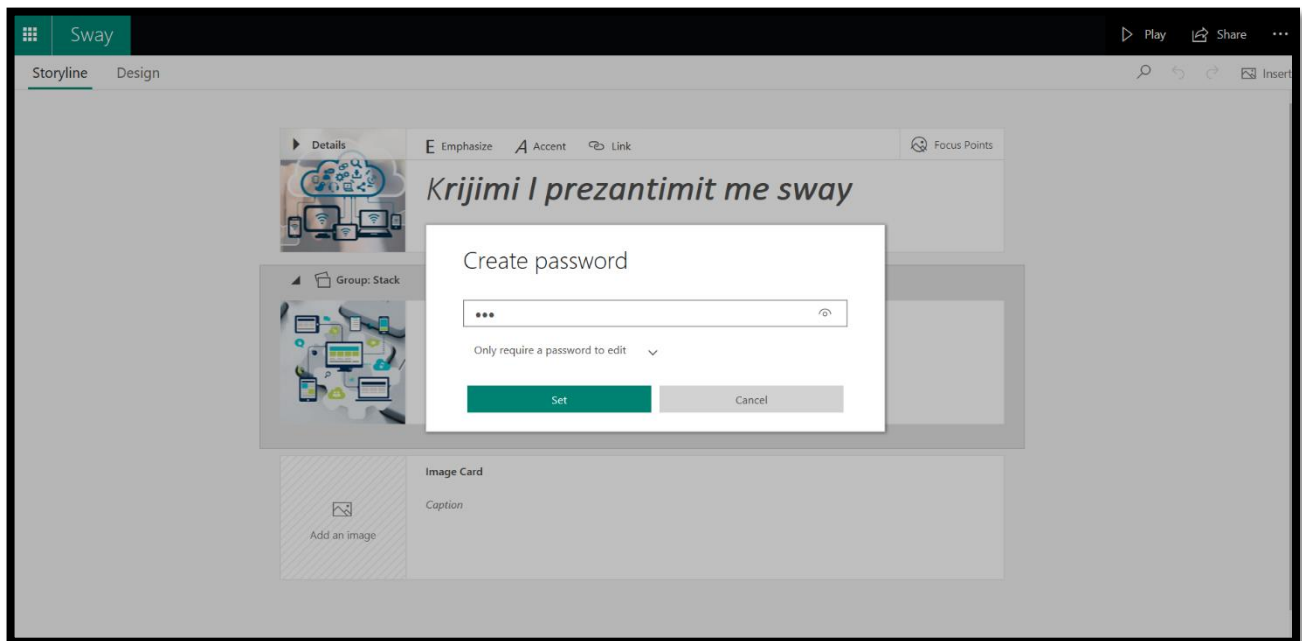 Sway
Play Share
Storyline Design
Insert
Details
E Emphasize A Accent Link
Focus Points
Krijimi I prezantimit me sway
Create password
•••
Group: Stack
Only require a password to edit
Set Cancel
Image Card
Caption
Add an image